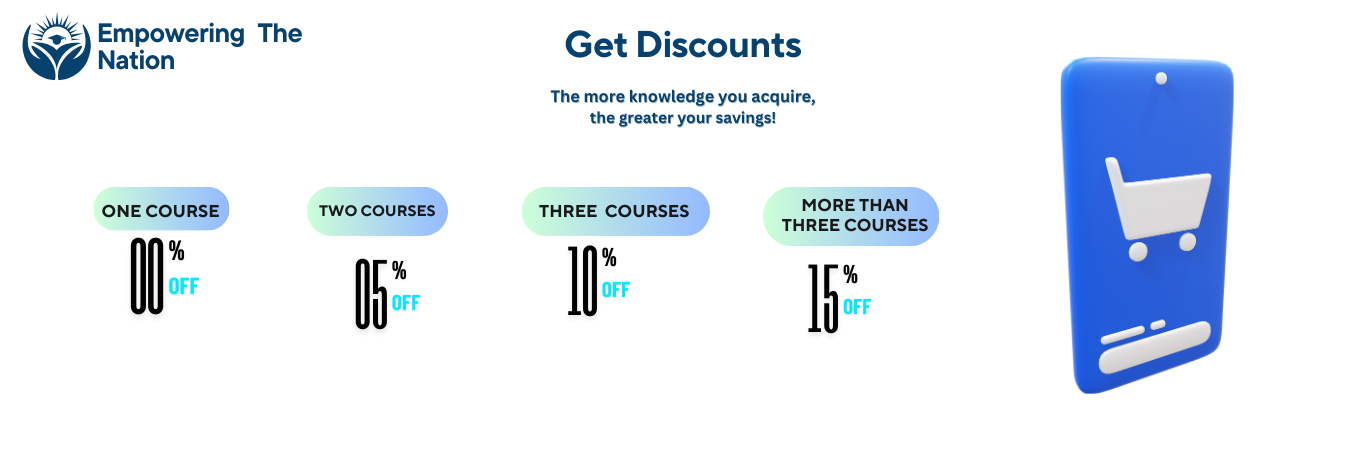 Empowering The
Nation
Get Discounts
The more knowledge you acquire,
the greater your savings!
ONE COURSE
00 % OFF
TWO COURSES
05 % OFF
THREE COURSES
10 % OFF
MORE THAN
THREE COURSES
15 % OFF